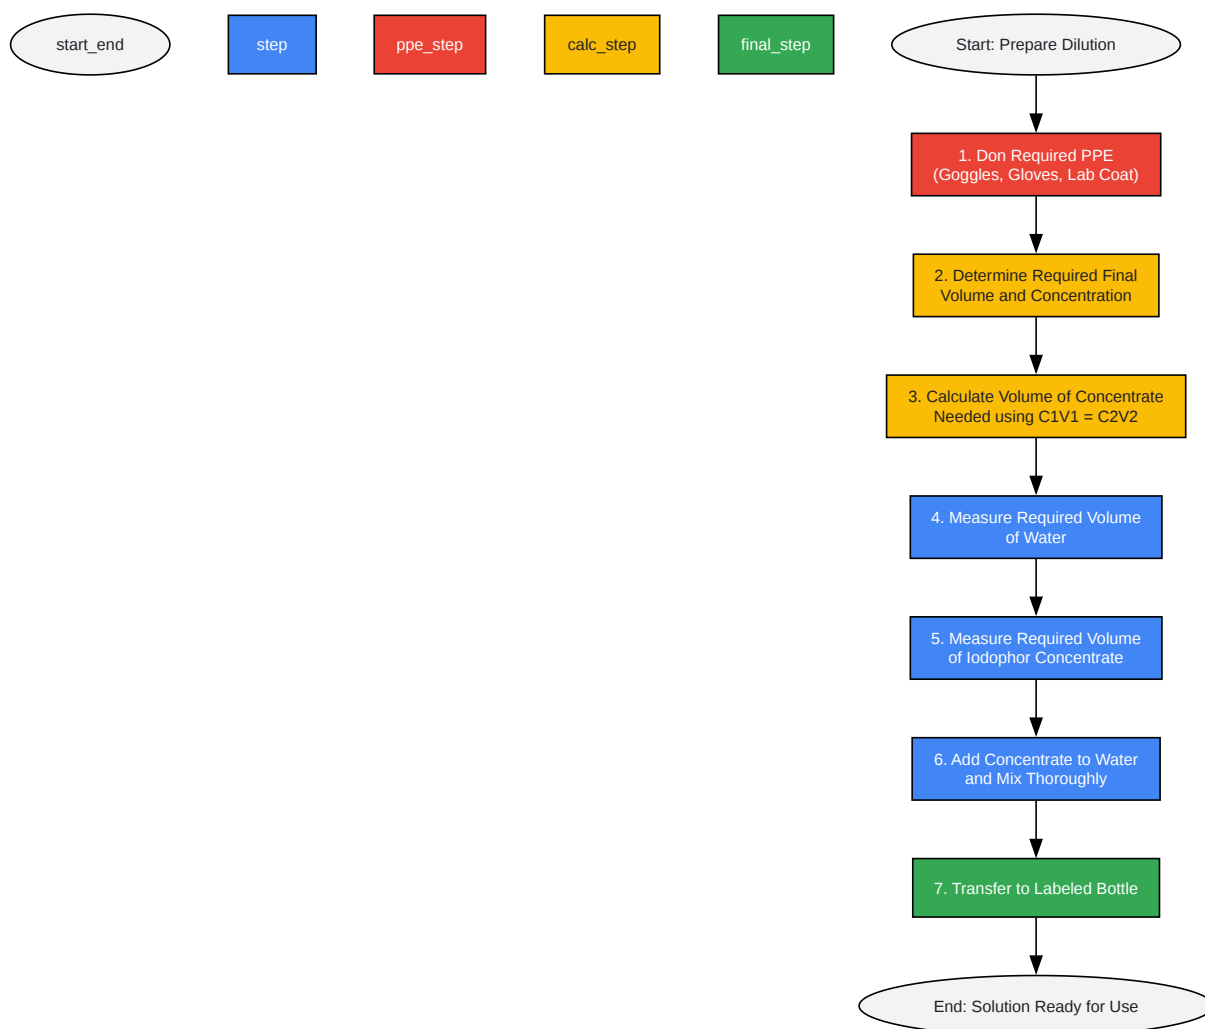 start_end
step
ppe_step
calc_step
final_step
Start: Prepare Dilution
1. Don Required PPE
(Goggles, Gloves, Lab Coat)
2. Determine Required Final
Volume and Concentration
3. Calculate Volume of Concentrate
Needed using C1V1 = C2V2
4. Measure Required Volume
of Water
5. Measure Required Volume
of Iodophor Concentrate
6. Add Concentrate to Water
and Mix Thoroughly
7. Transfer to Labeled Bottle
End: Solution Ready for Use